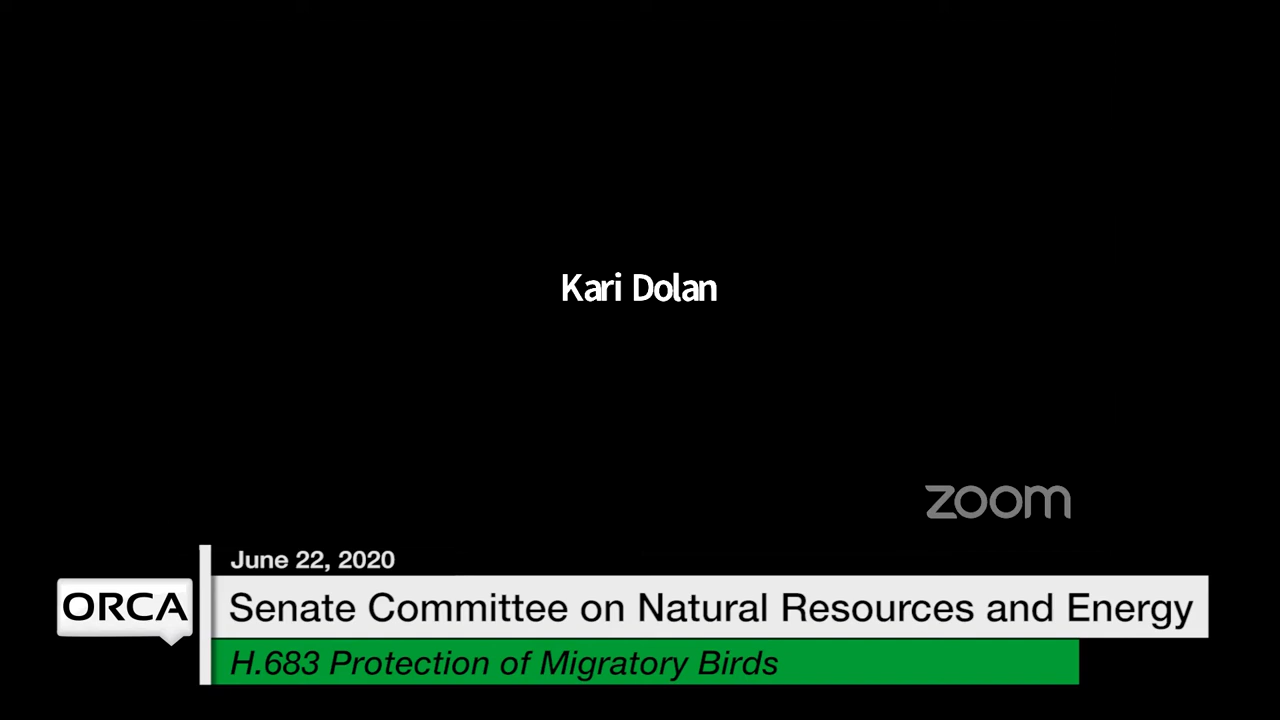 Kari Dolan
zoom
June 22, 2020
ORCA
Senate Committee on Natural Resources and Energy
H.683 Protection of Migratory Birds